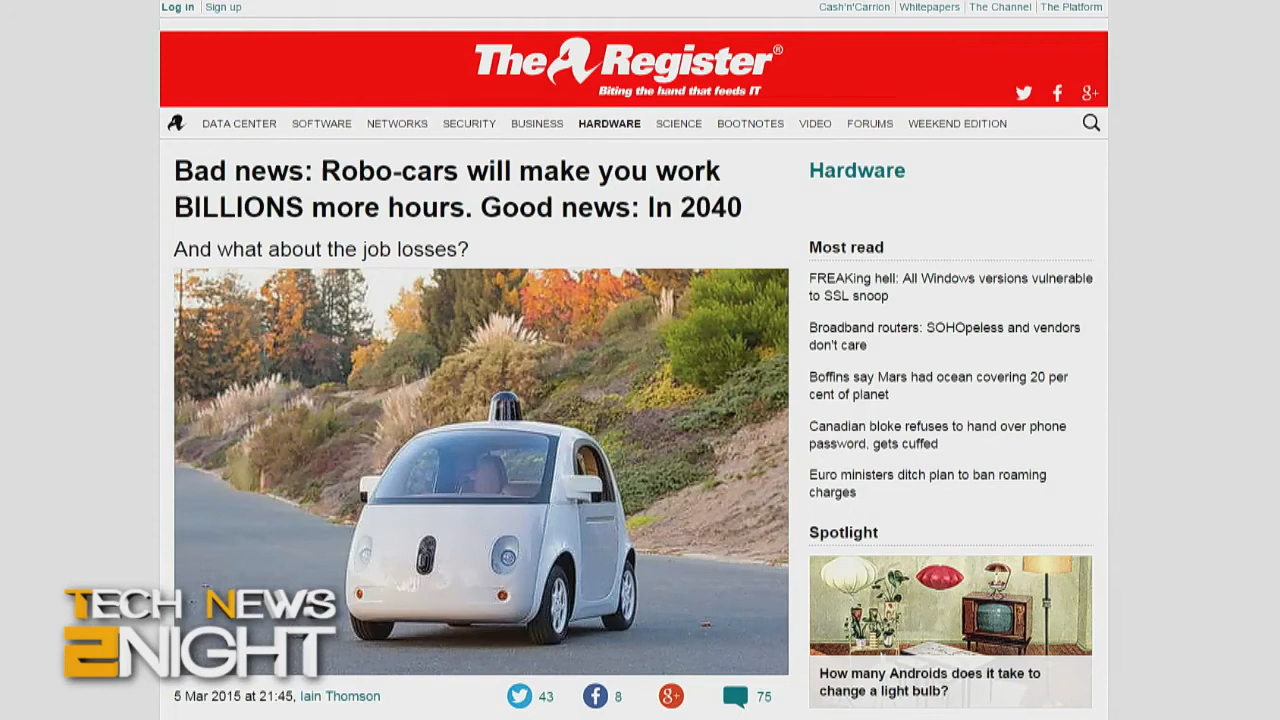 Log in | Sign up
Cash'n'Carrion | Whitepapers | The Channel | The Platform
The Register®
Biting the hand that feeds IT
DATA CENTER SOFTWARE NETWORKS SECURITY BUSINESS HARDWARE SCIENCE BOOTNOTES VIDEO FORUMS WEEKEND EDITION
Bad news: Robo-cars will make you work
BILLIONS more hours. Good news: In 2040
And what about the job losses?
5 Mar 2015 at 21:45, Iain Thomson
43
8
g+
75
Hardware
Most read
FREAKing hell: All Windows versions vulnerable
to SSL snoop
Broadband routers: SOHOpeless and vendors
don't care
Boffins say Mars had ocean covering 20 per
cent of planet
Canadian bloke refuses to hand over phone
password, gets cuffed
Euro ministers ditch plan to ban roaming
charges
Spotlight
How many Androids does it take to
change a light bulb?
TECH NEWS
2NIGHT